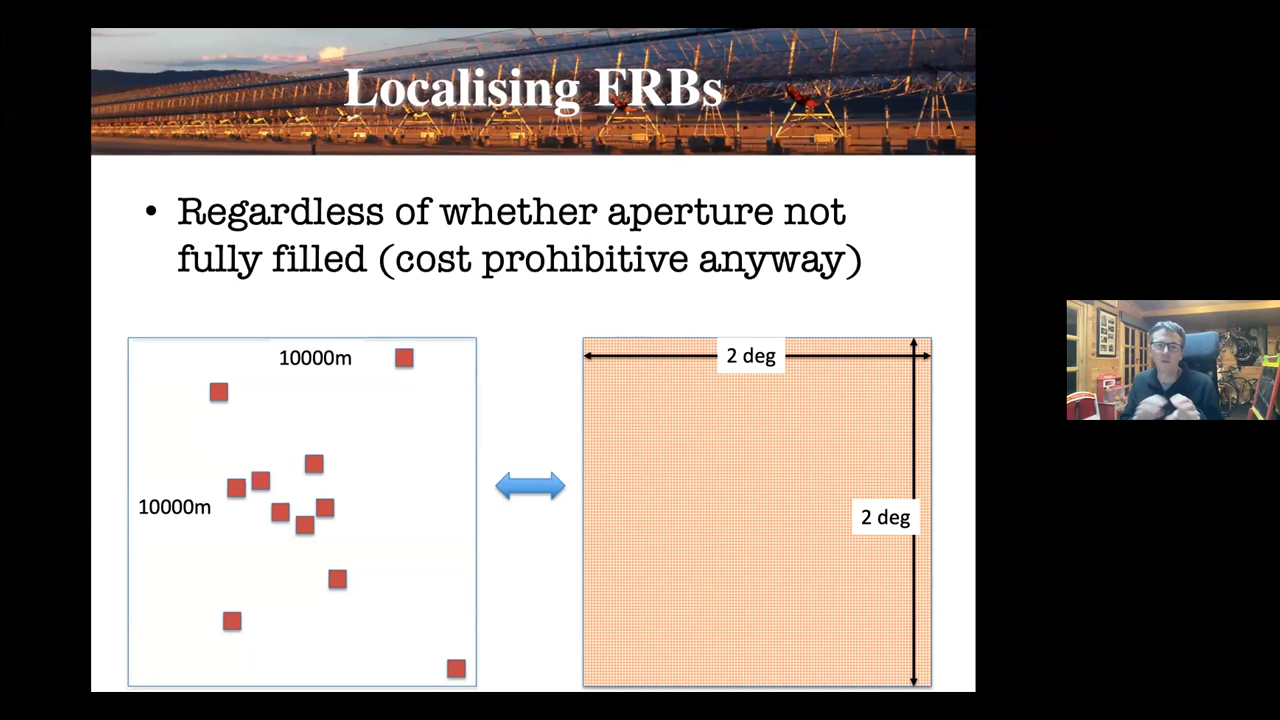 Localising FRBs
• Regardless of whether aperture not
fully filled (cost prohibitive anyway)
10000m
2 deg
10000m
2 deg